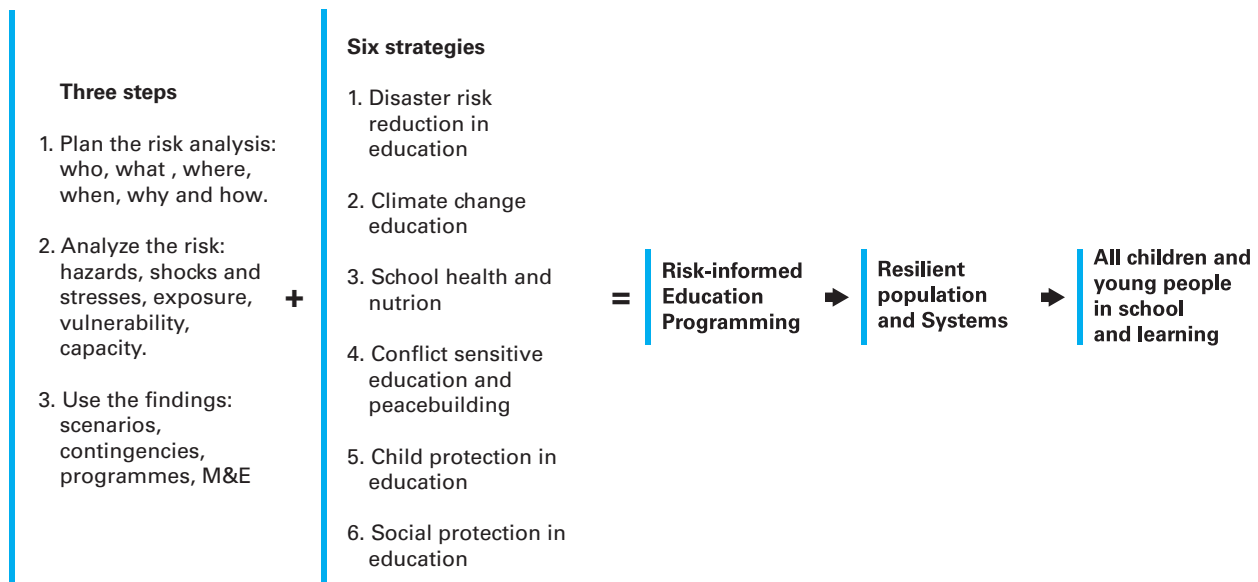 Three steps
1. Plan the risk analysis:
who, what , where,
when, why and how.
2. Analyze the risk:
hazards, shocks and
stresses, exposure,
vulnerability,
capacity.
3. Use the findings:
scenarios,
contingencies,
programmes, M&E
+
Six strategies
1. Disaster risk
reduction in
education
2. Climate change
education
3. School health and
nutrion
4. Conflict sensitive
education and
peacebuilding
5. Child protection in
education
6. Social protection in
education
=
Risk-informed
Education
Programming
Resilient
population
and Systems
All children and
young people
in school
and learning